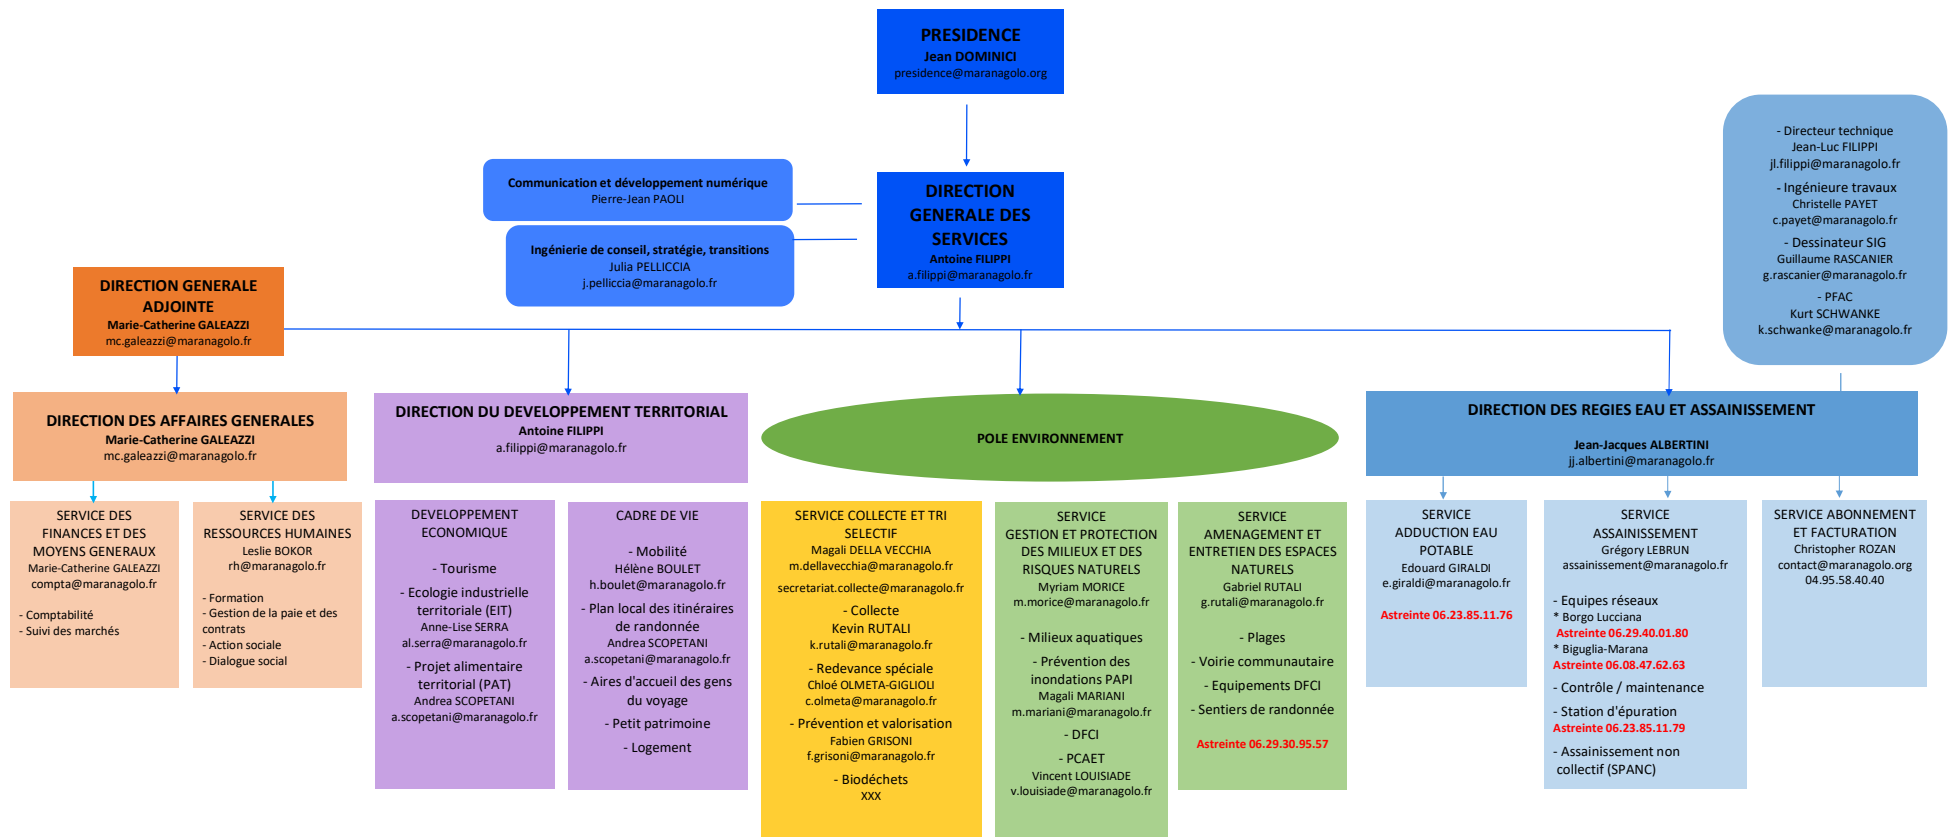 PRESIDENCE
Jean DOMINICI
presidence@maranagolo.org
Communication et développement numérique
Pierre-Jean PAOLI
Ingénierie de conseil, stratégie, transitions
Julia PELLICCIA
j.pelliccia@maranagolo.fr
DIRECTION
GENERALE DES
SERVICES
Antoine FILIPPI
a.filippi@maranagolo.fr
- Directeur technique
Jean-Luc FILIPPI
jl.filippi@maranagolo.fr
- Ingénieure travaux
Christelle PAYET
c.payet@maranagolo.fr
- Dessinateur SIG
Guillaume RASCANIER
g.rascanier@maranagolo.fr
- PFAC
Kurt SCHWANKE
k.schwanke@maranagolo.fr
DIRECTION GENERALE
ADJOINTE
Marie-Catherine GALEAZZI
mc.galeazzi@maranagolo.fr
DIRECTION DES AFFAIRES GENERALES
Marie-Catherine GALEAZZI
mc.galeazzi@maranagolo.fr
DIRECTION DU DEVELOPPEMENT TERRITORIAL
Antoine FILIPPI
a.filippi@maranagolo.fr
POLE ENVIRONNEMENT
DIRECTION DES REGIES EAU ET ASSAINISSEMENT
Jean-Jacques ALBERTINI
jj.albertini@maranagolo.fr
SERVICE DES
FINANCES ET DES
MOYENS GENERAUX
Marie-Catherine GALEAZZI
compta@maranagolo.fr
- Comptabilité
- Suivi des marchés
SERVICE DES
RESSOURCES HUMAINES
Leslie BOKOR
rh@maranagolo.fr
- Formation
- Gestion de la paie et des
contrats
- Action sociale
- Dialogue social
DEVELOPPEMENT
ECONOMIQUE
- Tourisme
- Ecologie industrielle
territoriale (EIT)
Anne-Lise SERRA
al.serra@maranagolo.fr
- Projet alimentaire
territorial (PAT)
Andrea SCOPETANI
a.scopetani@maranagolo.fr
CADRE DE VIE
- Mobilité
Hélène BOULET
h.boulet@maranagolo.fr
- Plan local des itinéraires
de randonnée
Andrea SCOPETANI
a.scopetani@maranagolo.fr
- Aires d'accueil des gens
du voyage
- Petit patrimoine
- Logement
SERVICE COLLECTE ET TRI
SELECTIF
Magali DELLA VECCHIA
m.dellavecchia@maranagolo.fr
secretariat.collecte@maranagolo.fr
- Collecte
Kevin RUTALI
k.rutali@maranagolo.fr
- Redevance spéciale
Chloé OLMETA-GIGLIOLI
c.olmeta@maranagolo.fr
- Prévention et valorisation
Fabien GRISONI
f.grisoni@maranagolo.fr
- Biodéchets
XXX
SERVICE
GESTION ET PROTECTION
DES MILIEUX ET DES
RISQUES NATURELS
Myriam MORICE
m.morice@maranagolo.fr
- Milieux aquatiques
- Prévention des
inondations PAPI
Magali MARIANI
m.mariani@maranagolo.fr
- DFCI
- PCAET
Vincent LOUISIADE
v.louisiade@maranagolo.fr
SERVICE
AMENAGEMENT ET
ENTRETIEN DES ESPACES
NATURELS
Gabriel RUTALI
g.rutali@maranagolo.fr
- Plages
- Voirie communautaire
- Equipements DFCI
- Sentiers de randonnée
Astreinte 06.29.30.95.57
SERVICE
ADDUCTION EAU
POTABLE
Edouard GIRALDI
e.giraldi@maranagolo.fr
Astreinte 06.23.85.11.76
SERVICE
ASSAINISSEMENT
Grégory LEBRUN
assainissement@maranagolo.fr
- Equipes réseaux
* Borgo Lucciana
Astreinte 06.29.40.01.80
* Biguglia-Marana
Astreinte 06.08.47.62.63
- Contrôle / maintenance
- Station d'épuration
Astreinte 06.23.85.11.79
- Assainissement non
collectif (SPANC)
SERVICE ABONNEMENT
ET FACTURATION
Christopher ROZAN
contact@maranagolo.org
04.95.58.40.40